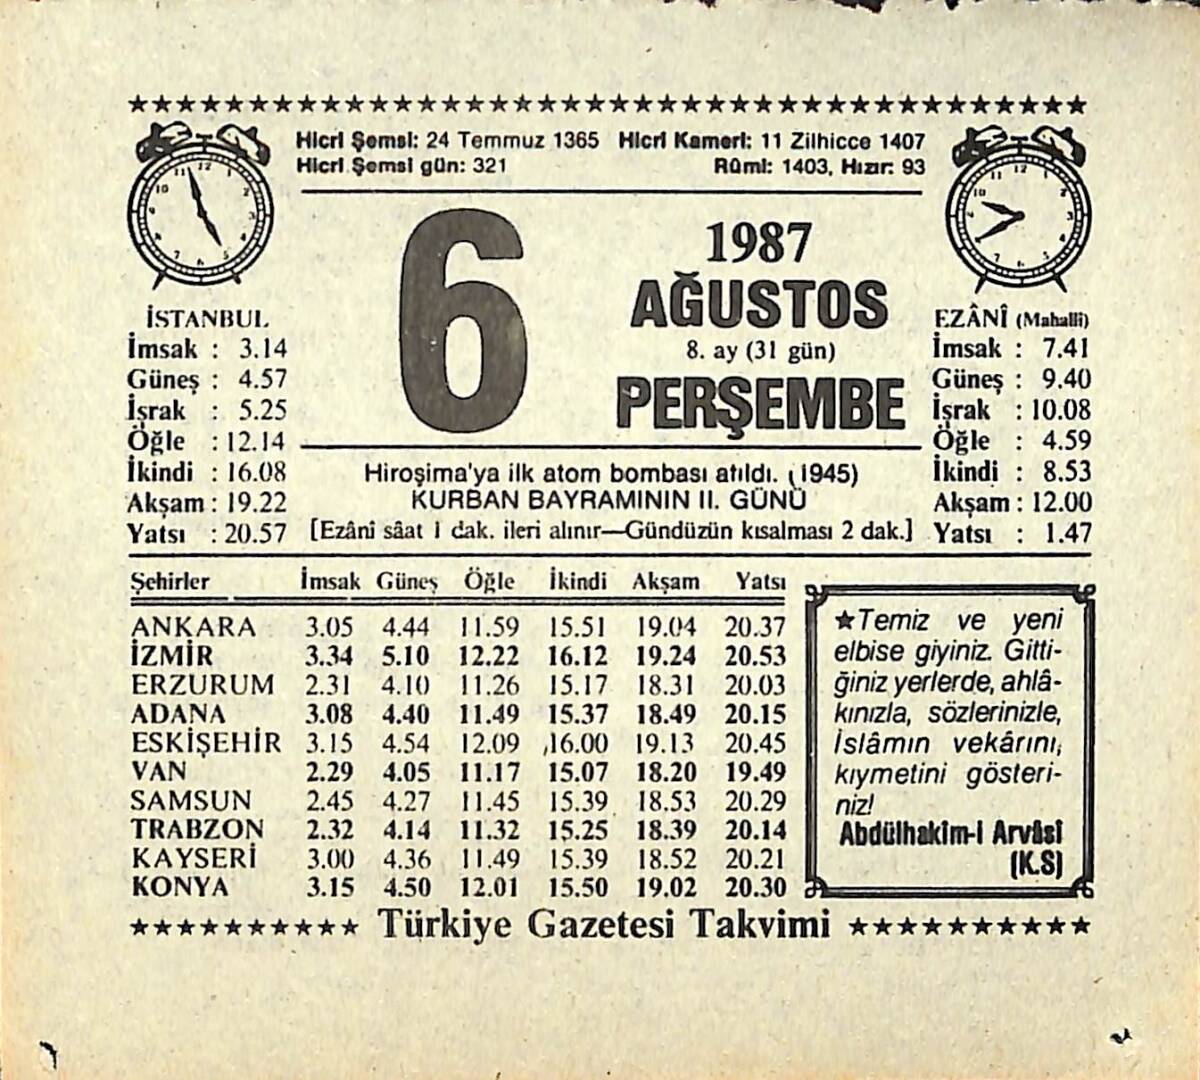 Hicrî Şemsî: 24 Temmuz 1365 Hicrî Kamerî: 11 Zilhicce 1407
Hicrî Şemsî gün: 321 Rûmî: 1403, Hızır: 93
6
1987
AĞUSTOS
8. ay (31 gün)
PERŞEMBE
İSTANBUL
İmsak : 3.14
Güneş : 4.57
İşrak : 5.25
Öğle : 12.14
İkindi : 16.08
Akşam : 19.22
Yatsı : 20.57
EZÂNÎ (Mahallî)
İmsak : 7.41
Güneş : 9.40
İşrak : 10.08
Öğle : 4.59
İkindi : 8.53
Akşam : 12.00
Yatsı : 1.47
Hiroşima'ya ilk atom bombası atıldı. (1945)
KURBAN BAYRAMININ II. GÜNÜ
[Ezânî sâat 1 dak. ileri alınır—Gündüzün kısalması 2 dak.]
Şehirler İmsak Güneş Öğle İkindi Akşam Yatsı
ANKARA 3.05 4.44 11.59 15.51 19.04 20.37
İZMİR 3.34 5.10 12.22 16.12 19.24 20.53
ERZURUM 2.31 4.10 11.26 15.17 18.31 20.03
ADANA 3.08 4.40 11.49 15.37 18.49 20.15
ESKİŞEHİR 3.15 4.54 12.09 16.00 19.13 20.45
VAN 2.29 4.05 11.17 15.07 18.20 19.49
SAMSUN 2.45 4.27 11.45 15.39 18.53 20.29
TRABZON 2.32 4.14 11.32 15.25 18.39 20.14
KAYSERİ 3.00 4.36 11.49 15.39 18.52 20.21
KONYA 3.15 4.50 12.01 15.50 19.02 20.30
★Temiz ve yeni
elbise giyiniz. Gitti-
ğiniz yerlerde, ahlâ-
kınızla, sözlerinizle,
İslâmın vekârını,
kıymetini gösteri-
niz!
Abdülhakîm-i Arvâsî
(K.S)
Türkiye Gazetesi Takvimi